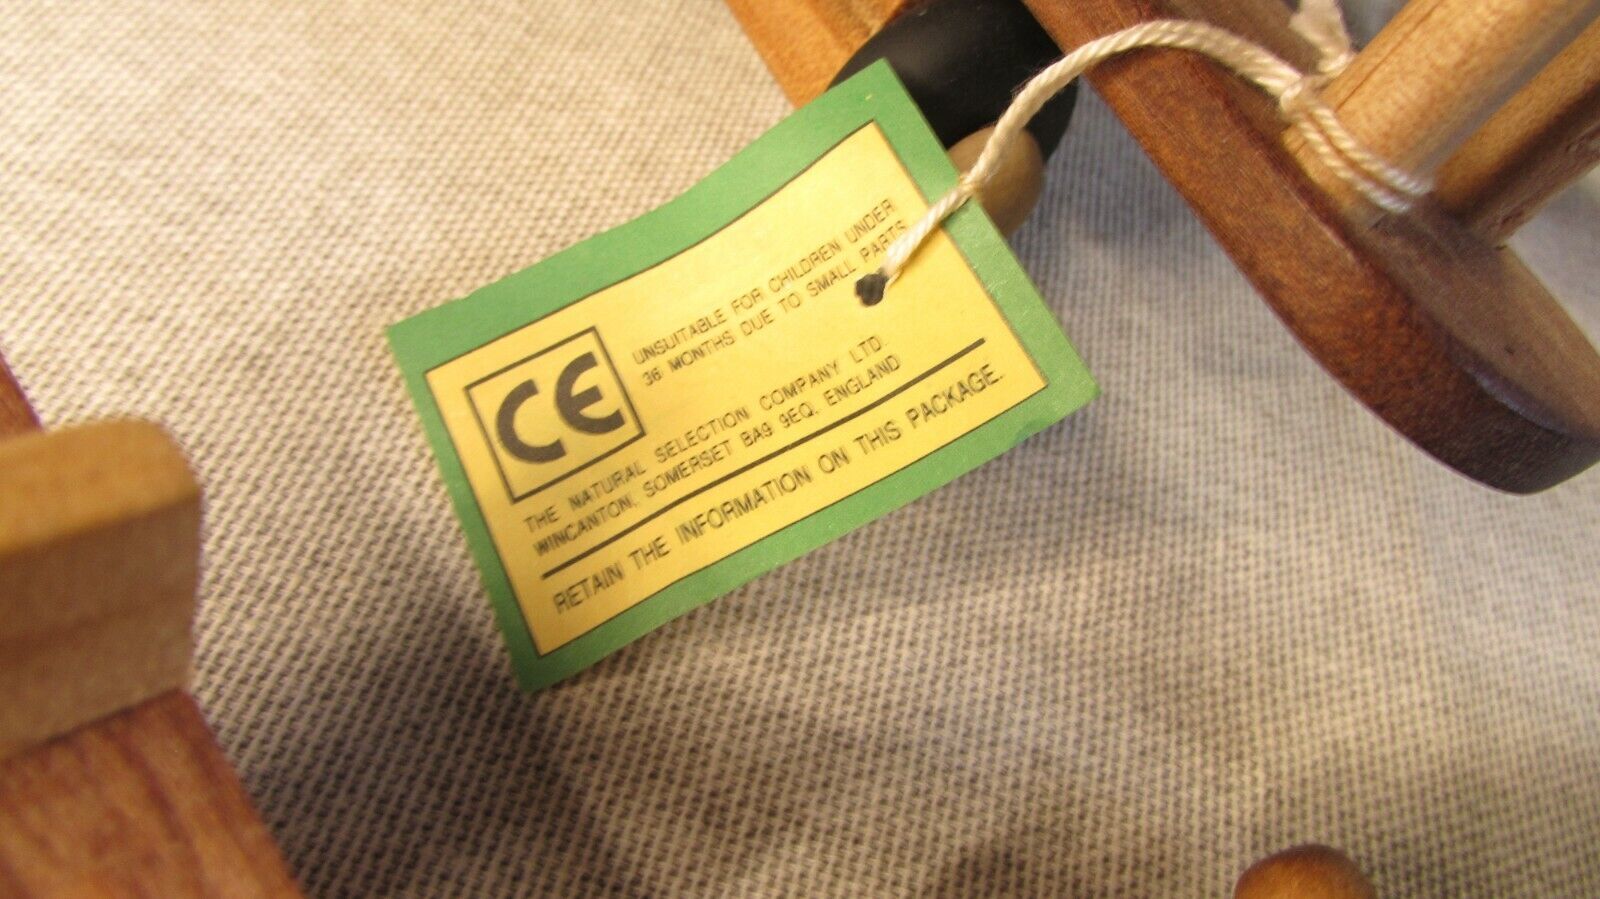 CE
UNSUITABLE FOR CHILDREN UNDER
36 MONTHS DUE TO SMALL PARTS
THE NATURAL SELECTION COMPANY LTD.
WINCANTON, SOMERSET BA9 9EQ. ENGLAND
RETAIN THE INFORMATION ON THIS PACKAGE.